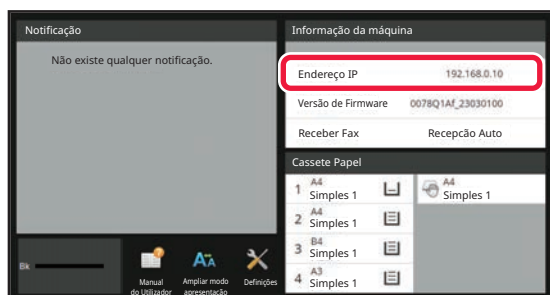 Notificação
Não existe qualquer notificação.
Informação da máquina
Endereço IP 192.168.0.10
Versão de Firmware 0078Q1Af_23030100
Receber Fax Recepcão Auto
Cassete Papel
1 A4 Simples 1
A4 Simples 1
2 A4 Simples 1
3 B4 Simples 1
4 A3 Simples 1
Bk
Manual do Utilizador
Ampliar modo apresentação
Definições